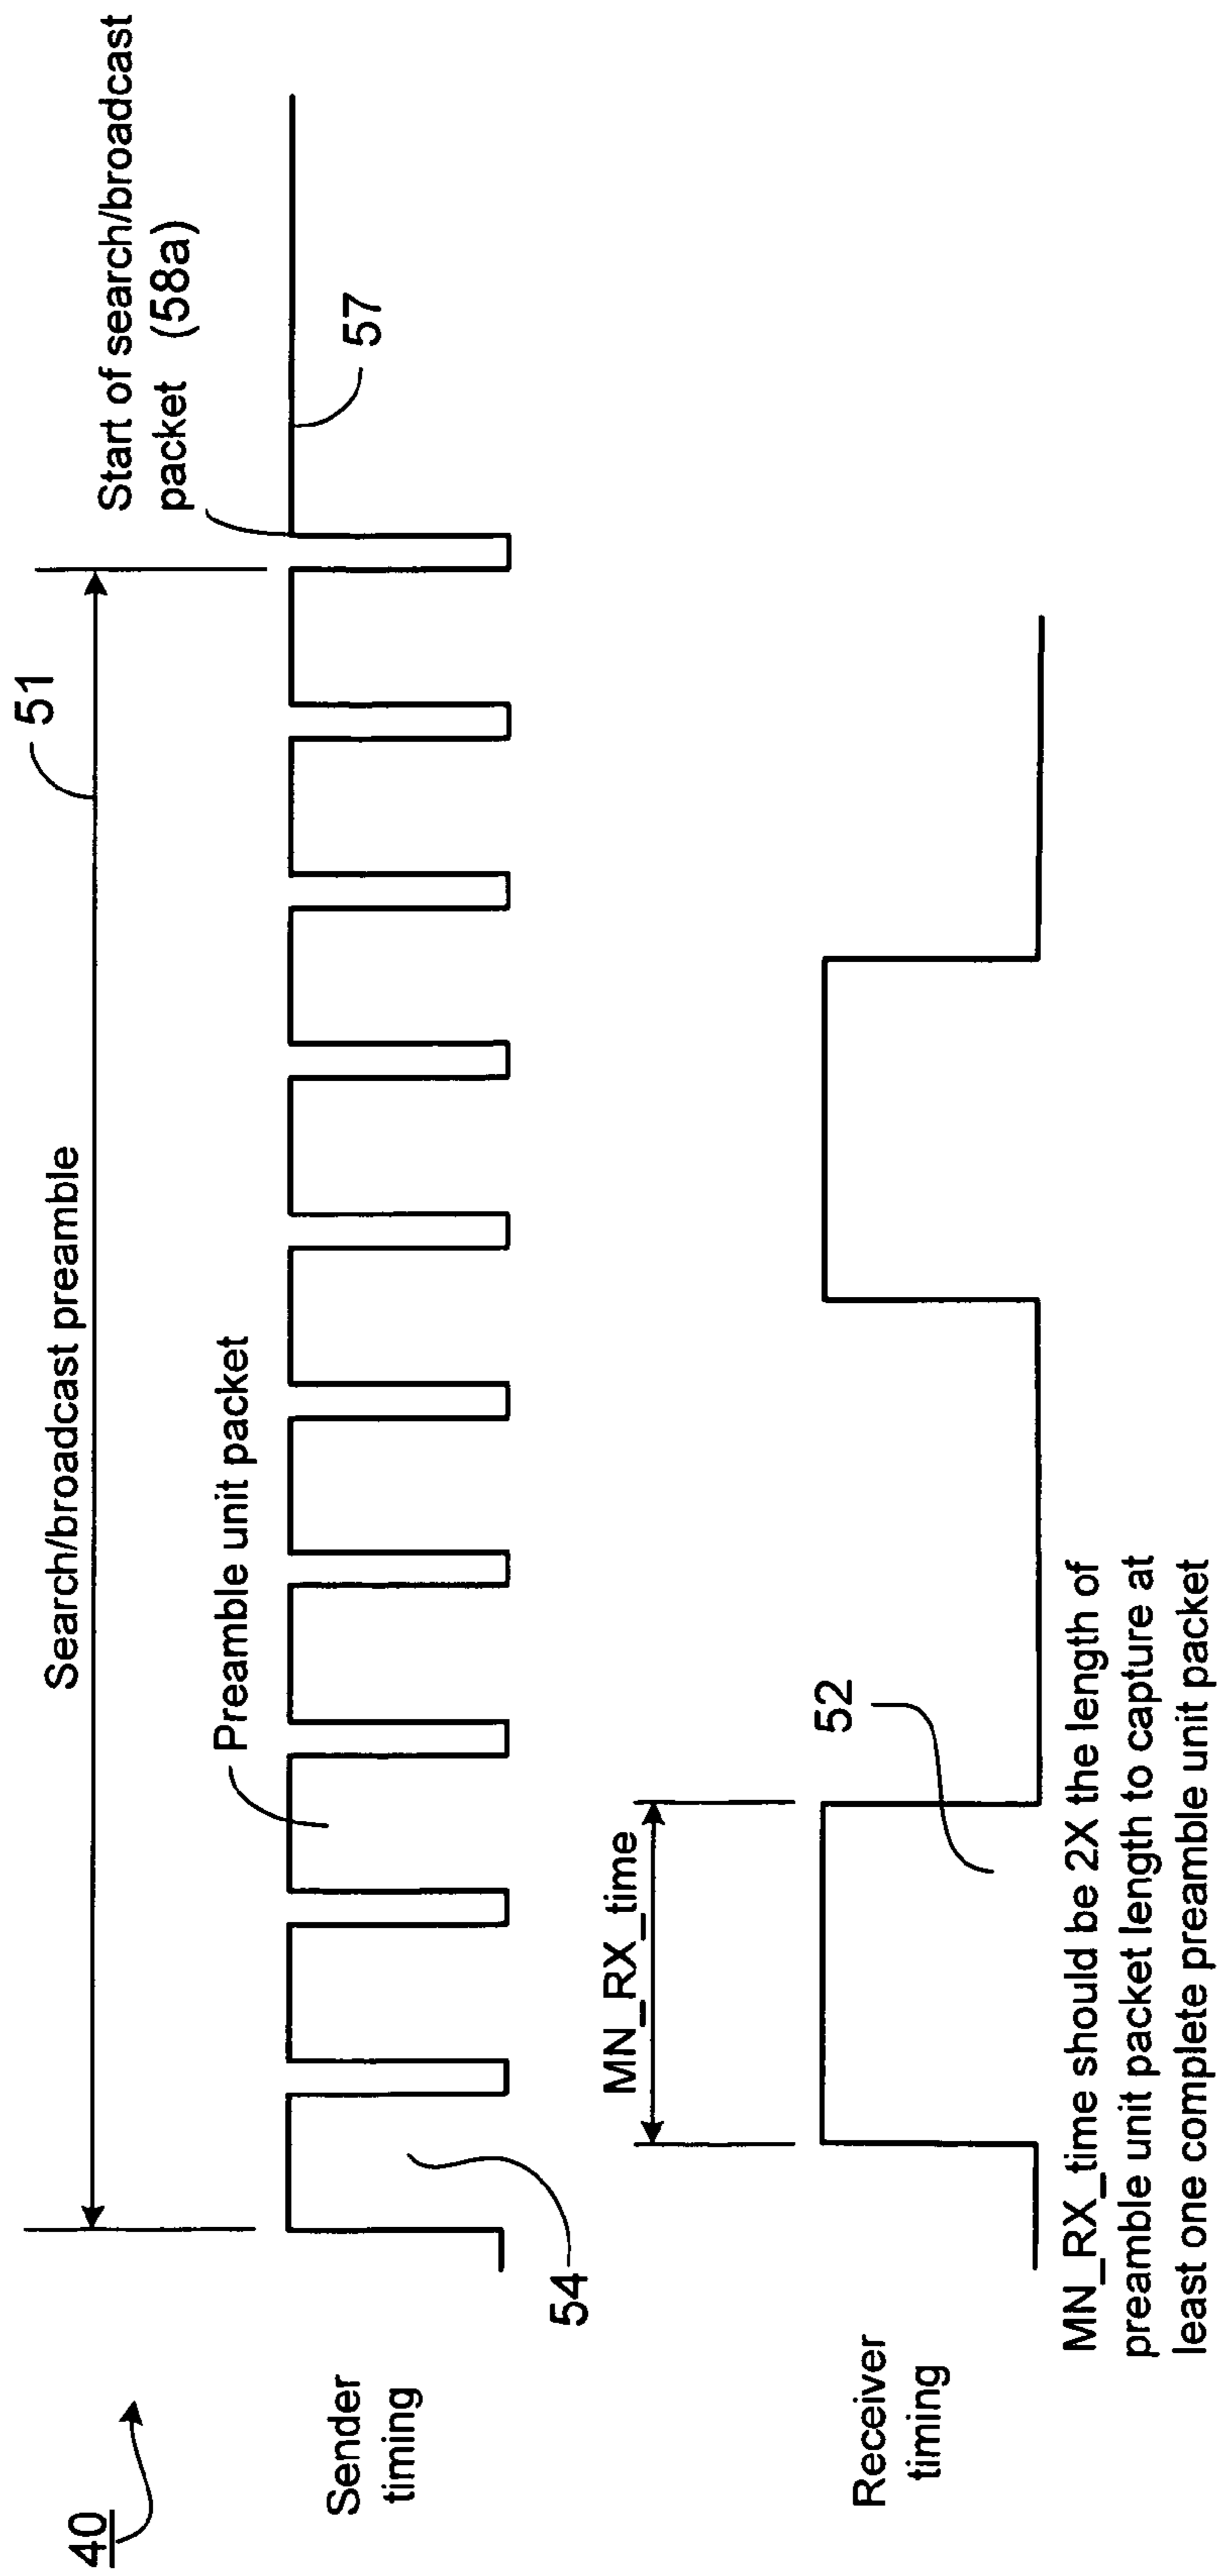 40
Search/broadcast preamble
51
Start of search/broadcast
packet (58a)
Sender
timing
Preamble unit packet
57
54
MN_RX_time
Receiver
timing
52
MN_RX_time should be 2X the length of
preamble unit packet length to capture at
least one complete preamble unit packet